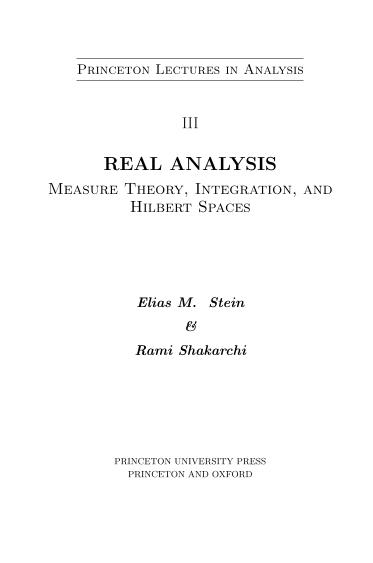 Princeton Lectures in Analysis
III
REAL ANALYSIS
Measure Theory, Integration, and
Hilbert Spaces
Elias M. Stein
&
Rami Shakarchi
PRINCETON UNIVERSITY PRESS
PRINCETON AND OXFORD